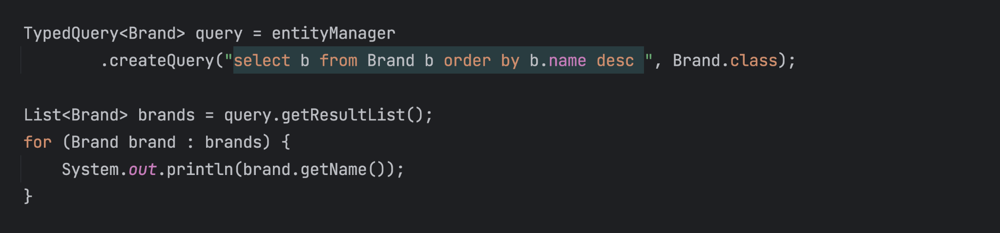 TypedQuery<Brand> query = entityManager
        .createQuery("select b from Brand b order by b.name desc ", Brand.class);
List<Brand> brands = query.getResultList();
for (Brand brand : brands) {
    System.out.println(brand.getName());
}